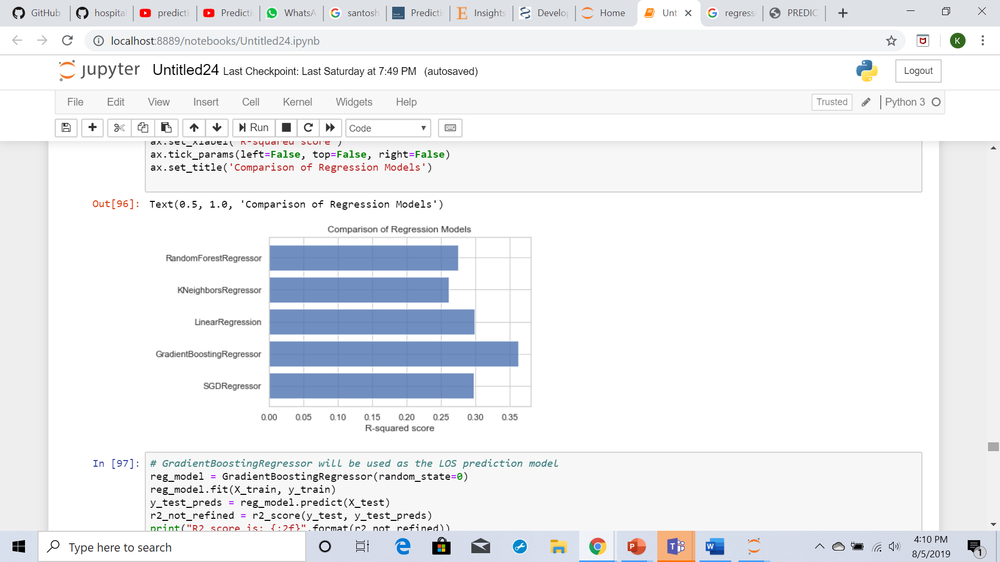 GitHub
hospital
predicti
Predicti
WhatsA
santosh
Predictin
Insights
Develop
Home
Unt
regressi
PREDIC
localhost:8889/notebooks/Untitled24.ipynb
K
jupyter Untitled24 Last Checkpoint: Last Saturday at 7:49 PM (autosaved)
Logout
File Edit View Insert Cell Kernel Widgets Help
Trusted
Python 3
Run
Code
ax.set_xlabel('R-squared score')
ax.tick_params(left=False, top=False, right=False)
ax.set_title('Comparison of Regression Models')
Out[96]: Text(0.5, 1.0, 'Comparison of Regression Models')
Comparison of Regression Models
RandomForestRegressor
KNeighborsRegressor
LinearRegression
GradientBoostingRegressor
SGDRegressor
0.00 0.05 0.10 0.15 0.20 0.25 0.30 0.35
R-squared score
In [97]: # GradientBoostingRegressor will be used as the LOS prediction model
reg_model = GradientBoostingRegressor(random_state=0)
reg_model.fit(X_train, y_train)
y_test_preds = reg_model.predict(X_test)
r2_not_refined = r2_score(y_test, y_test_preds)
print("R2 score is: {:2f}".format(r2_not_refined))
Type here to search
4:10 PM
8/5/2019
1